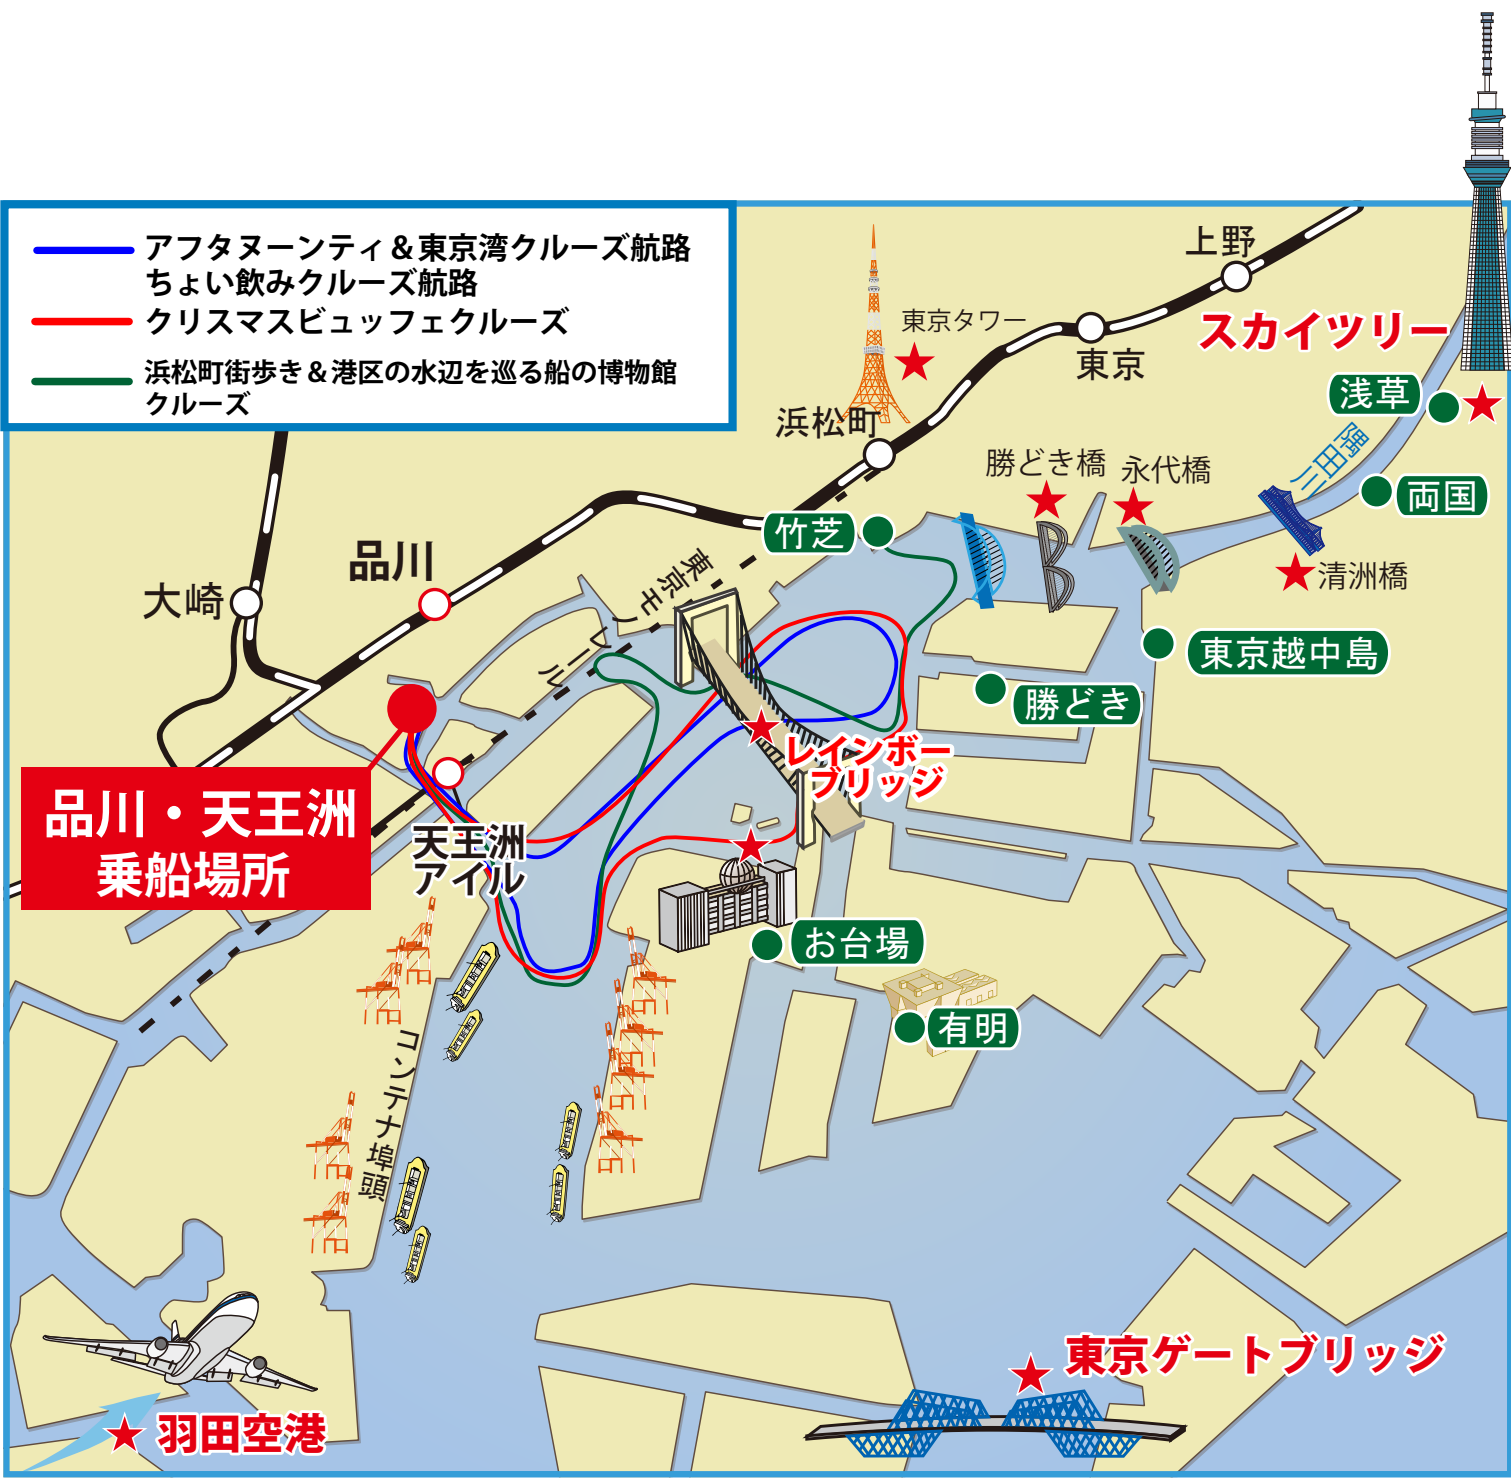 アフタヌーンティ＆東京湾クルーズ航路
ちょい飲みクルーズ航路
クリスマスビュッフェクルーズ
浜松町街歩き＆港区の水辺を巡る船の博物館
クルーズ
上野
東京タワー
スカイツリー
東京
浅草
浜松町
隅田川
勝どき橋
永代橋
両国
竹芝
品川
東京モノレール
清洲橋
大崎
東京越中島
勝どき
レインボー
ブリッジ
品川・天王洲
乗船場所
天王洲
アイル
お台場
有明
コンテナ埠頭
東京ゲートブリッジ
羽田空港